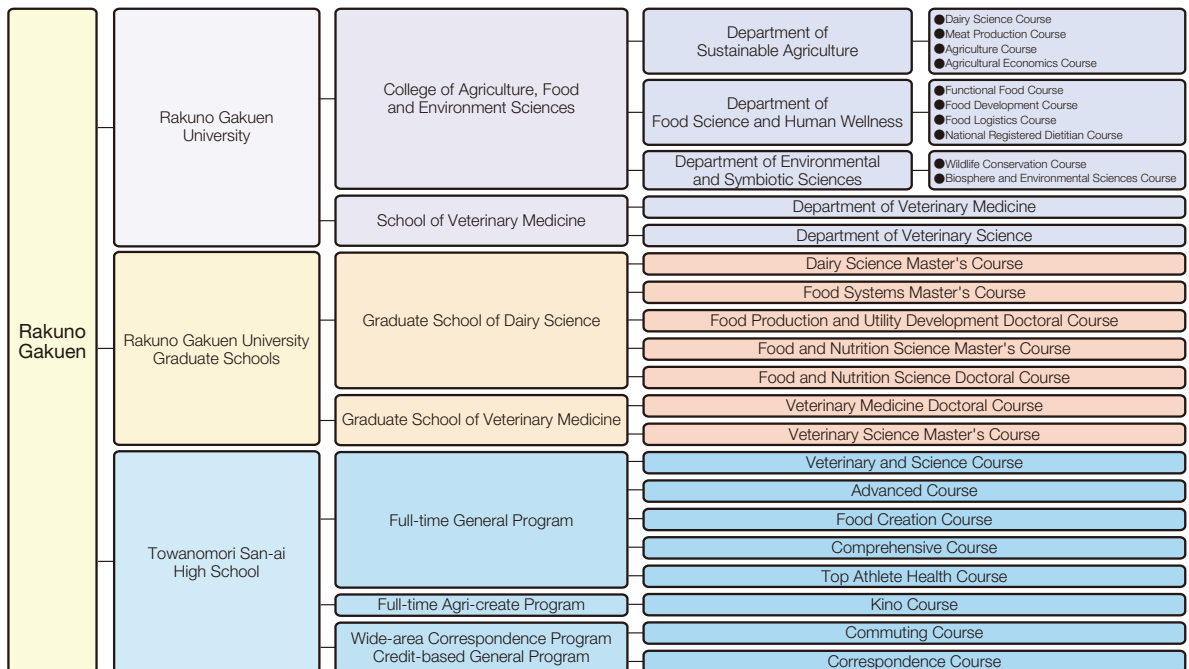 Rakuno
Gakuen
Rakuno Gakuen
University
College of Agriculture, Food
and Environment Sciences
Department of
Sustainable Agriculture
●Dairy Science Course
●Meat Production Course
●Agriculture Course
●Agricultural Economics Course
Department of
Food Science and Human Wellness
●Functional Food Course
●Food Development Course
●Food Logistics Course
●National Registered Dietitian Course
Department of Environmental
and Symbiotic Sciences
●Wildlife Conservation Course
●Biosphere and Environmental Sciences Course
School of Veterinary Medicine
Department of Veterinary Medicine
Department of Veterinary Science
Rakuno Gakuen University
Graduate Schools
Graduate School of Dairy Science
Dairy Science Master's Course
Food Systems Master's Course
Food Production and Utility Development Doctoral Course
Food and Nutrition Science Master's Course
Food and Nutrition Science Doctoral Course
Graduate School of Veterinary Medicine
Veterinary Medicine Doctoral Course
Veterinary Science Master's Course
Towanomori San-ai
High School
Full-time General Program
Veterinary and Science Course
Advanced Course
Food Creation Course
Comprehensive Course
Top Athlete Health Course
Full-time Agri-create Program
Kino Course
Wide-area Correspondence Program
Credit-based General Program
Commuting Course
Correspondence Course